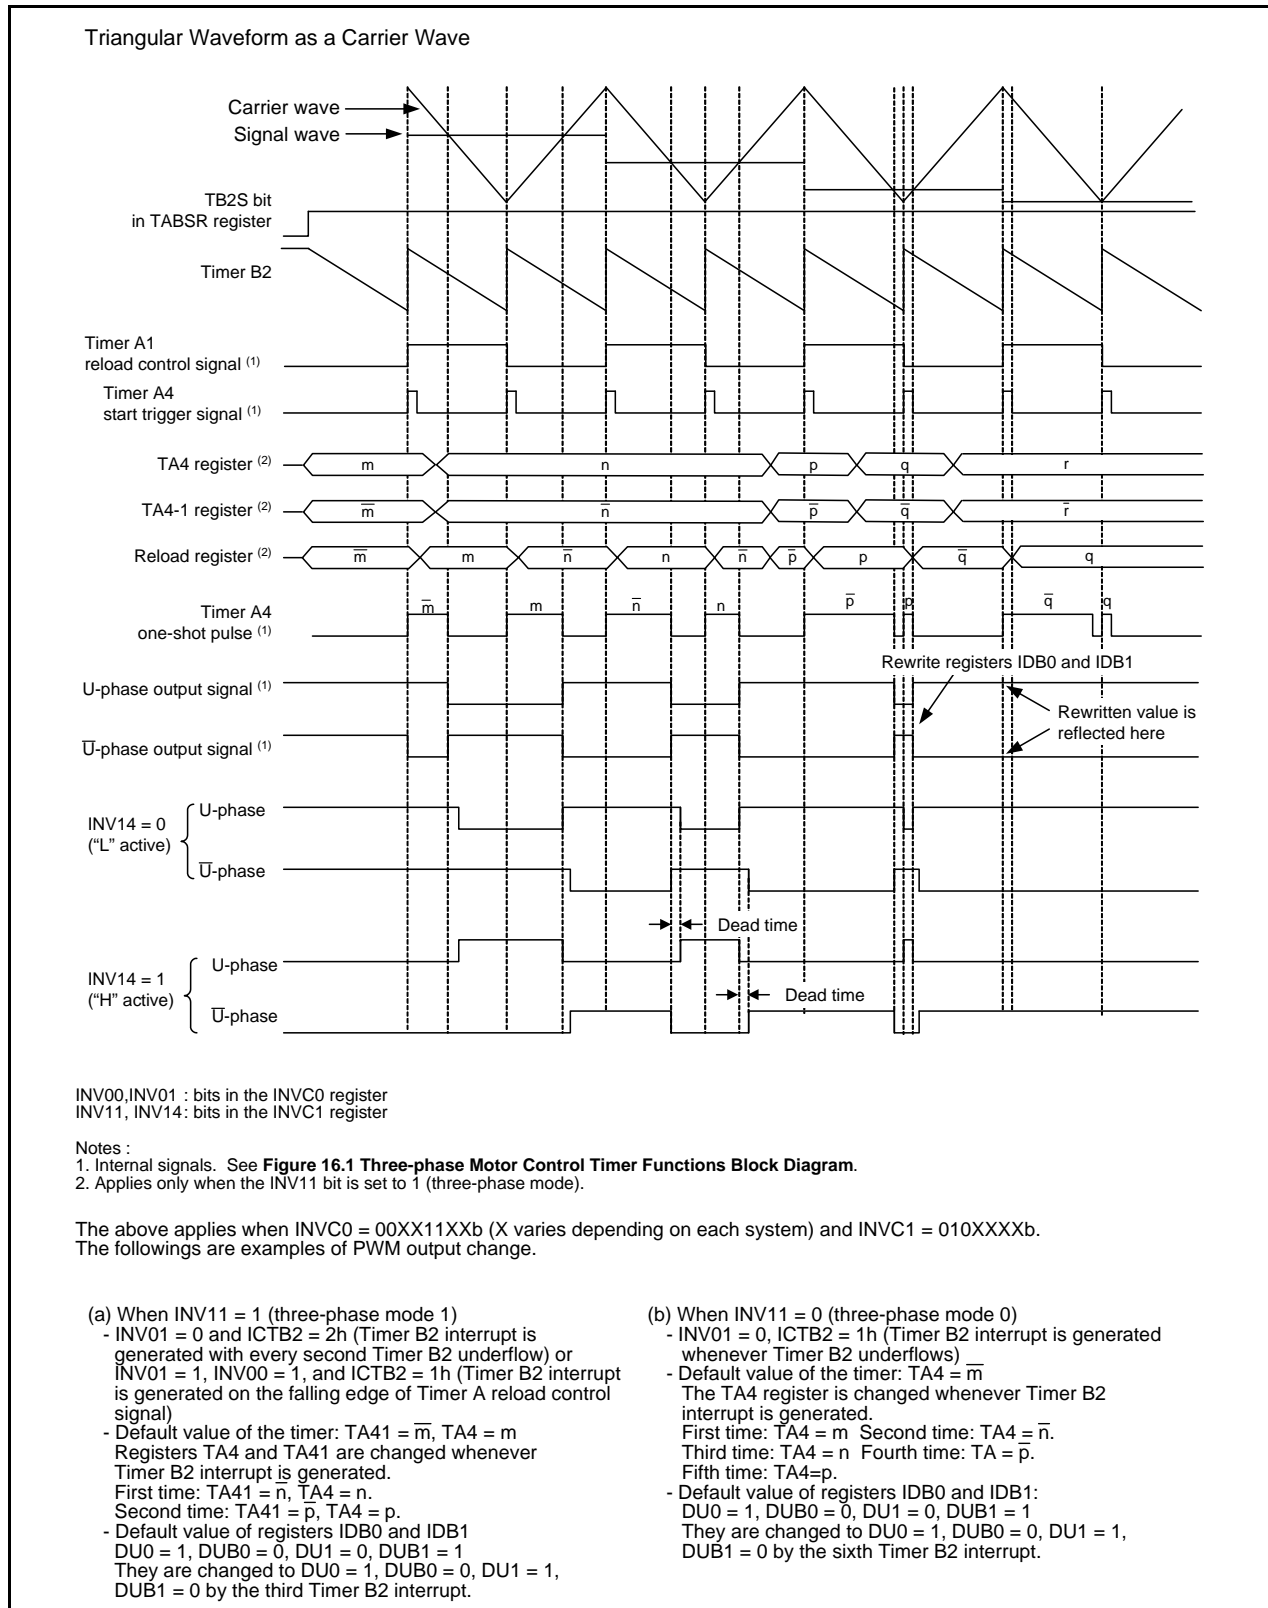 Triangular Waveform as a Carrier Wave
Carrier wave
Signal wave
TB2S bit
in TABSR register
Timer B2
Timer A1
reload control signal (1)
Timer A4
start trigger signal (1)
TA4 register (2)
m n p q r
TA4-1 register (2)
m̅ n̅ p̅ q̅ r̅
Reload register (2)
m̅ m n̅ n n̅ p̅ p q̅ q
Timer A4
one-shot pulse (1)
m̅ m n̅ n p̅ p q̅ q
Rewrite registers IDB0 and IDB1
U-phase output signal (1)
Rewritten value is
reflected here
U̅-phase output signal (1)
INV14 = 0
("L" active)
U-phase
U̅-phase
Dead time
INV14 = 1
("H" active)
U-phase
Dead time
U̅-phase
INV00,INV01 : bits in the INVC0 register
INV11, INV14: bits in the INVC1 register
Notes :
1. Internal signals. See Figure 16.1 Three-phase Motor Control Timer Functions Block Diagram.
2. Applies only when the INV11 bit is set to 1 (three-phase mode).
The above applies when INVC0 = 00XX11XXb (X varies depending on each system) and INVC1 = 010XXXXb.
The followings are examples of PWM output change.
(a) When INV11 = 1 (three-phase mode 1)
- INV01 = 0 and ICTB2 = 2h (Timer B2 interrupt is
generated with every second Timer B2 underflow) or
INV01 = 1, INV00 = 1, and ICTB2 = 1h (Timer B2 interrupt
is generated on the falling edge of Timer A reload control
signal)
- Default value of the timer: TA41 = m̅, TA4 = m
Registers TA4 and TA41 are changed whenever
Timer B2 interrupt is generated.
First time: TA41 = n̅, TA4 = n.
Second time: TA41 = p̅, TA4 = p.
- Default value of registers IDB0 and IDB1
DU0 = 1, DUB0 = 0, DU1 = 0, DUB1 = 1
They are changed to DU0 = 1, DUB0 = 0, DU1 = 1,
DUB1 = 0 by the third Timer B2 interrupt.
(b) When INV11 = 0 (three-phase mode 0)
- INV01 = 0, ICTB2 = 1h (Timer B2 interrupt is generated
whenever Timer B2 underflows)
- Default value of the timer: TA4 = m̅
The TA4 register is changed whenever Timer B2
interrupt is generated.
First time: TA4 = m Second time: TA4 = n̅.
Third time: TA4 = n Fourth time: TA = p̅.
Fifth time: TA4=p.
- Default value of registers IDB0 and IDB1:
DU0 = 1, DUB0 = 0, DU1 = 0, DUB1 = 1
They are changed to DU0 = 1, DUB0 = 0, DU1 = 1,
DUB1 = 0 by the sixth Timer B2 interrupt.